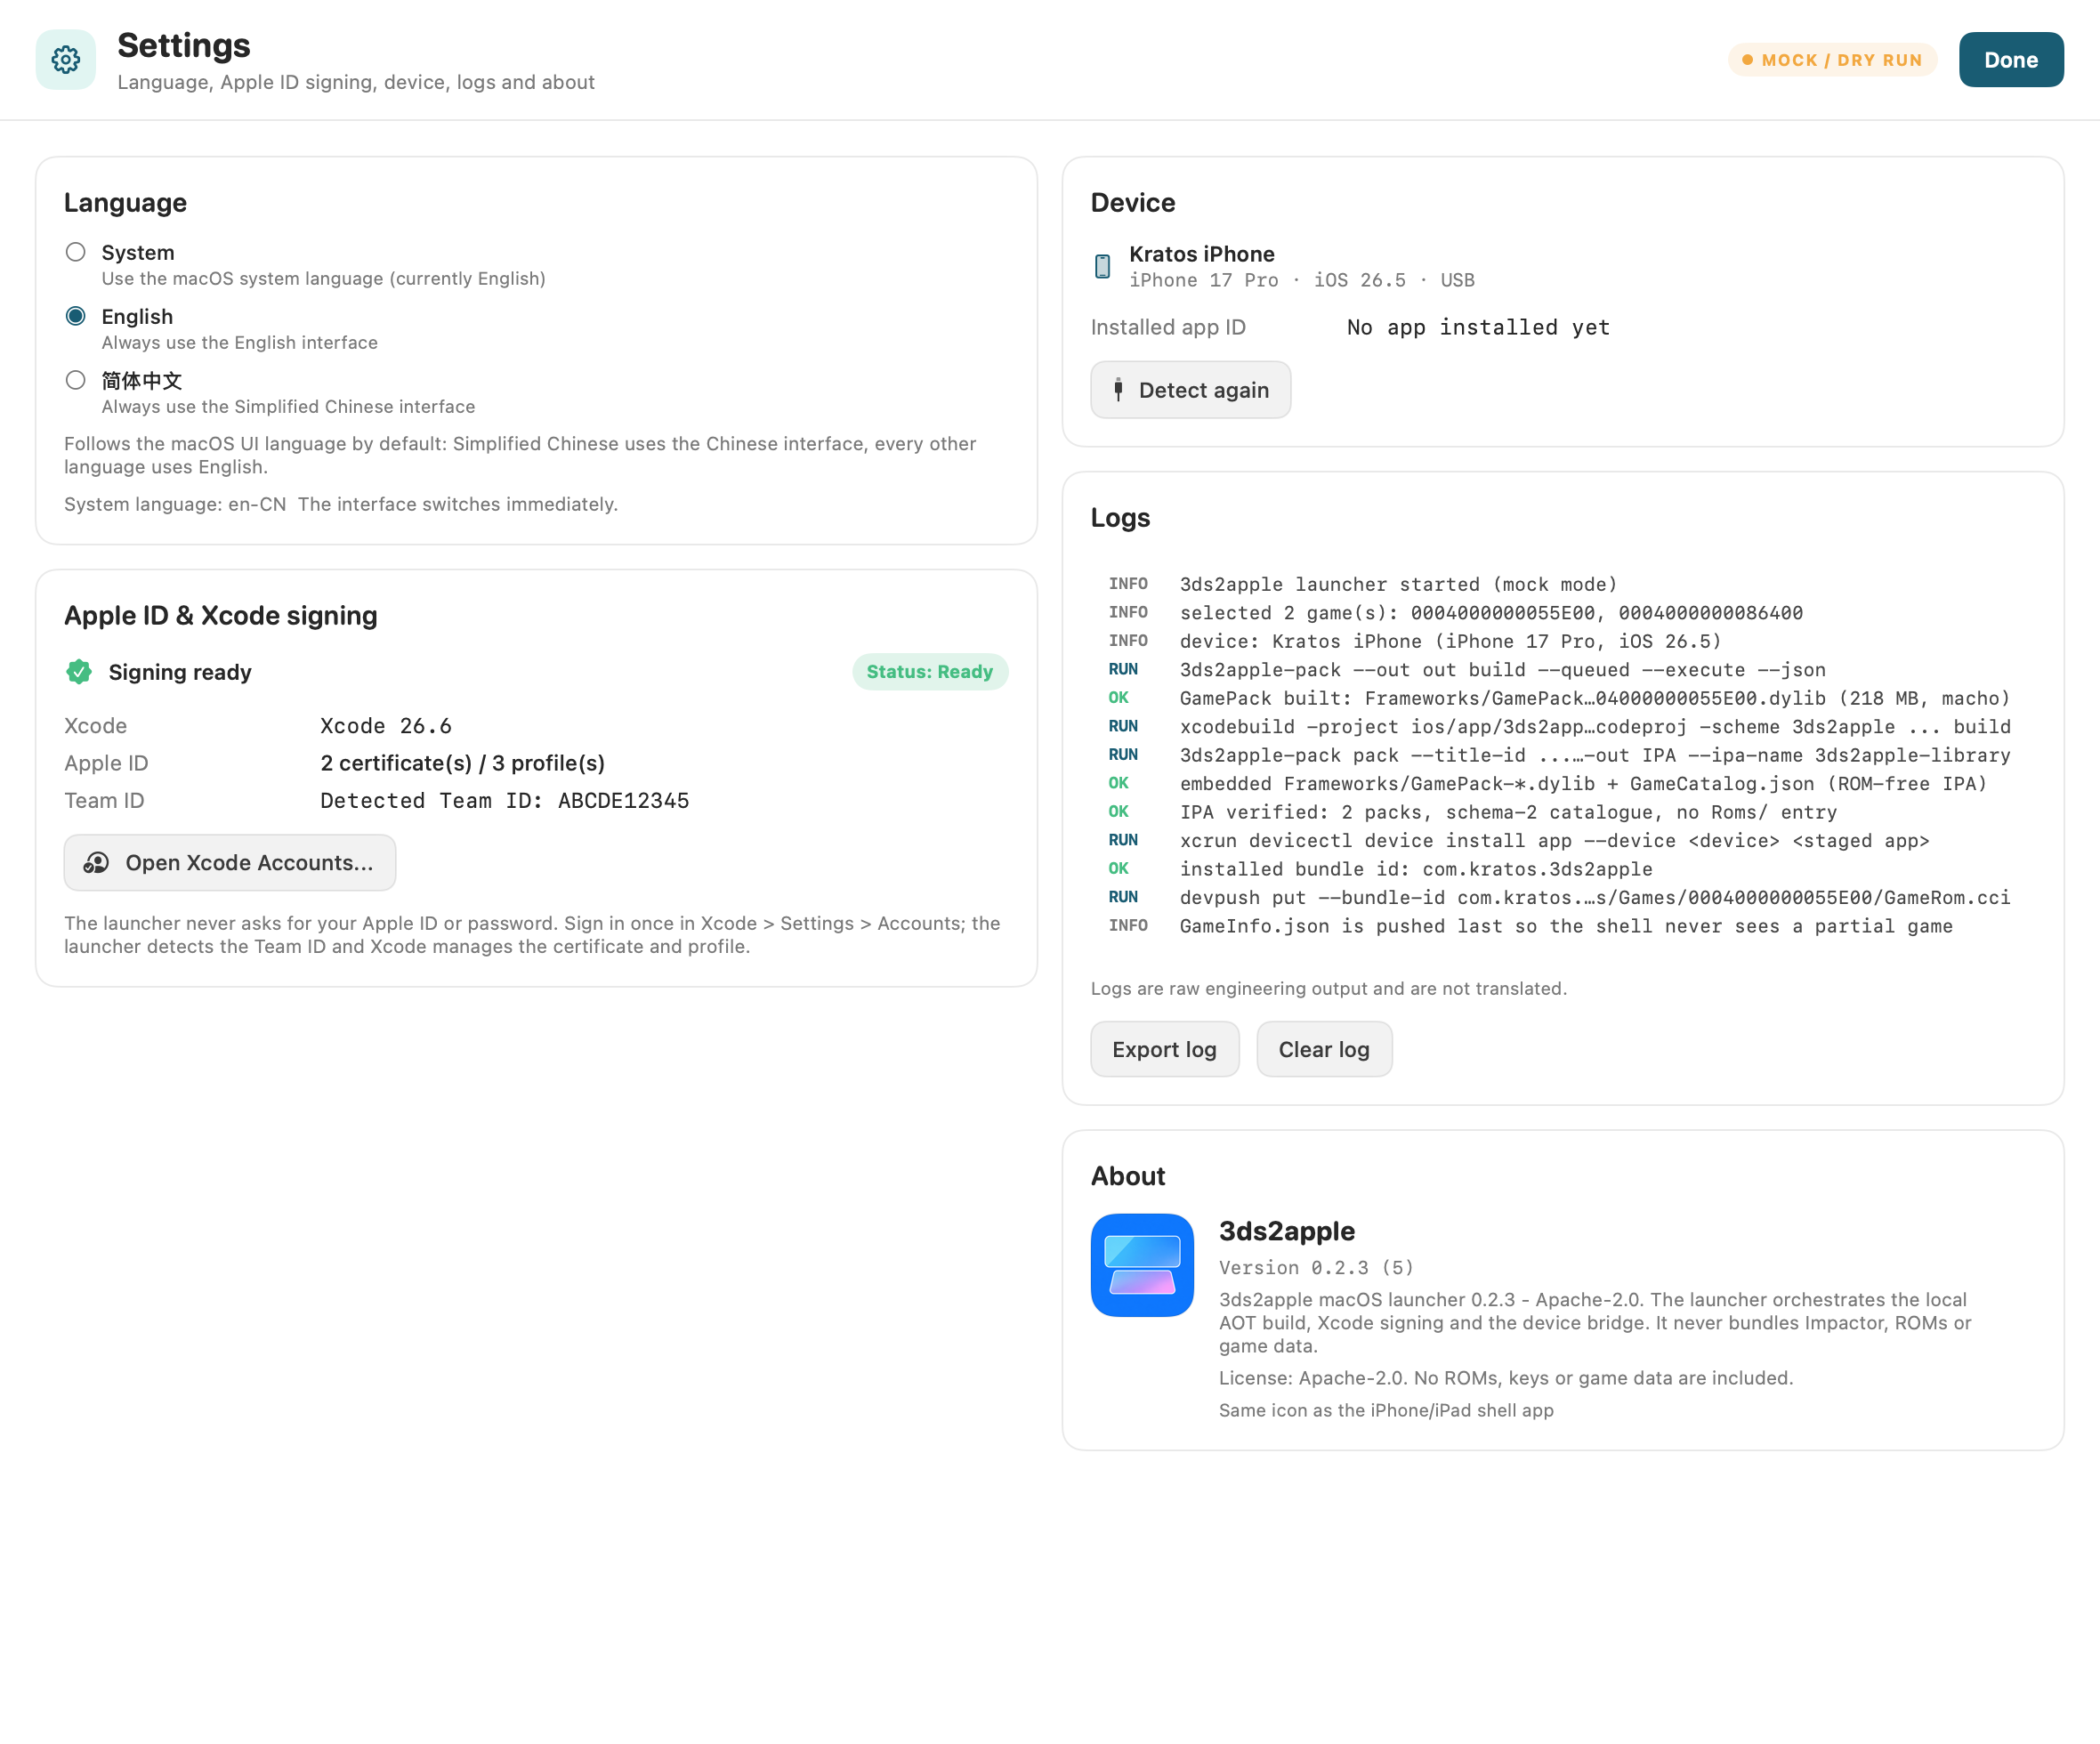 Settings
Language, Apple ID signing, device, logs and about
MOCK / DRY RUN
Done
Language
System
Use the macOS system language (currently English)
English
Always use the English interface
简体中文
Always use the Simplified Chinese interface
Follows the macOS UI language by default: Simplified Chinese uses the Chinese interface, every other
language uses English.
System language: en-CN  The interface switches immediately.
Apple ID & Xcode signing
Signing ready
Status: Ready
Xcode Xcode 26.6
Apple ID 2 certificate(s) / 3 profile(s)
Team ID Detected Team ID: ABCDE12345
Open Xcode Accounts...
The launcher never asks for your Apple ID or password. Sign in once in Xcode > Settings > Accounts; the
launcher detects the Team ID and Xcode manages the certificate and profile.
Device
Kratos iPhone
iPhone 17 Pro · iOS 26.5 · USB
Installed app ID No app installed yet
Detect again
Logs
INFO 3ds2apple launcher started (mock mode)
INFO selected 2 game(s): 0004000000055E00, 0004000000086400
INFO device: Kratos iPhone (iPhone 17 Pro, iOS 26.5)
RUN 3ds2apple-pack --out out build --queued --execute --json
OK GamePack built: Frameworks/GamePack…04000000055E00.dylib (218 MB, macho)
RUN xcodebuild -project ios/app/3ds2app…codeproj -scheme 3ds2apple ... build
RUN 3ds2apple-pack pack --title-id ...…-out IPA --ipa-name 3ds2apple-library
OK embedded Frameworks/GamePack-*.dylib + GameCatalog.json (ROM-free IPA)
OK IPA verified: 2 packs, schema-2 catalogue, no Roms/ entry
RUN xcrun devicectl device install app --device <device> <staged app>
OK installed bundle id: com.kratos.3ds2apple
RUN devpush put --bundle-id com.kratos.…s/Games/0004000000055E00/GameRom.cci
INFO GameInfo.json is pushed last so the shell never sees a partial game
Logs are raw engineering output and are not translated.
Export log
Clear log
About
3ds2apple
Version 0.2.3 (5)
3ds2apple macOS launcher 0.2.3 - Apache-2.0. The launcher orchestrates the local
AOT build, Xcode signing and the device bridge. It never bundles Impactor, ROMs or
game data.
License: Apache-2.0. No ROMs, keys or game data are included.
Same icon as the iPhone/iPad shell app